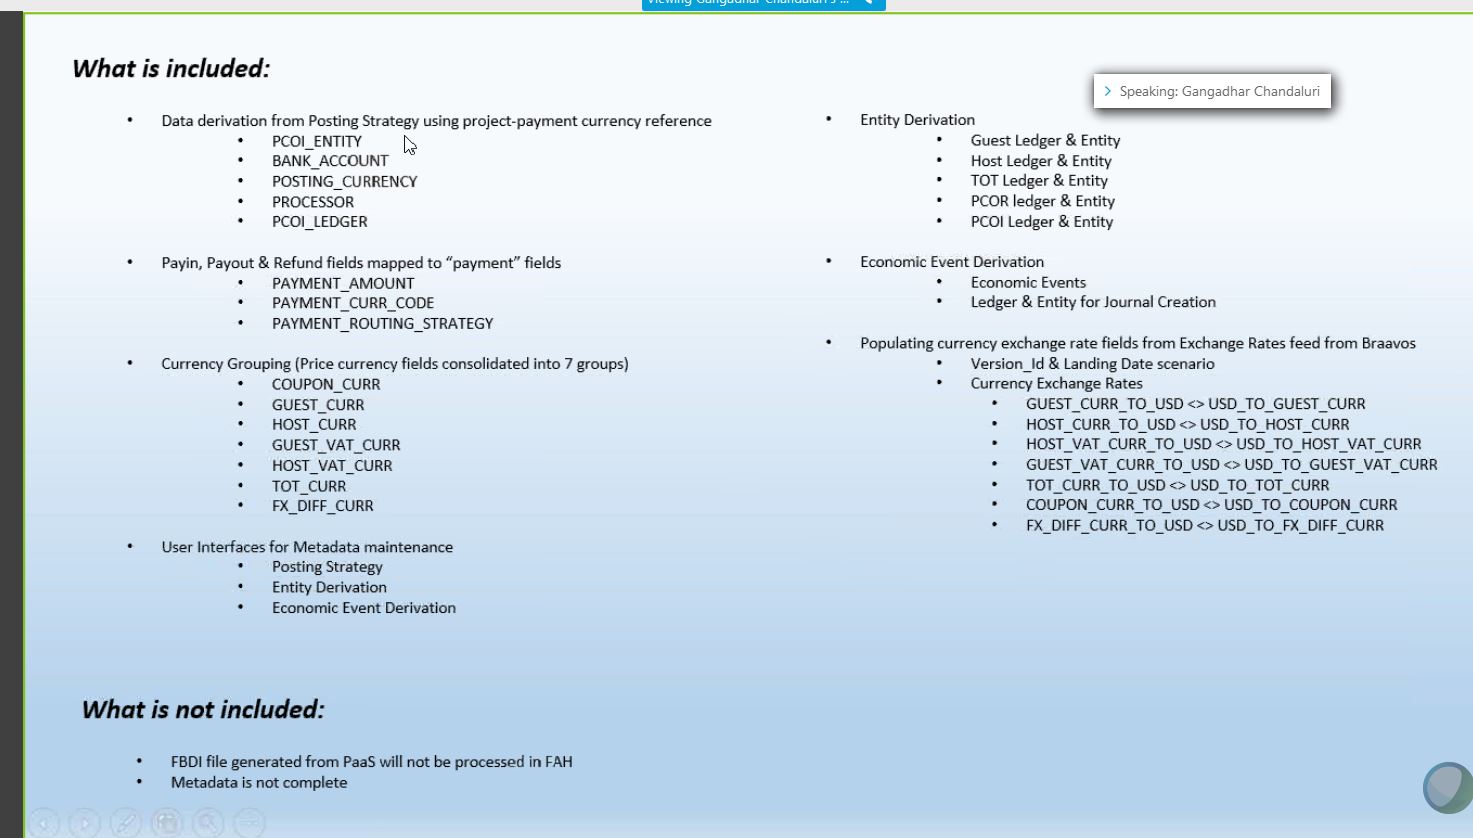 Viewing Gangadhar Chandaluri's ...
What is included:
Speaking: Gangadhar Chandaluri
• Data derivation from Posting Strategy using project-payment currency reference
• PCOI_ENTITY
• BANK_ACCOUNT
• POSTING_CURRENCY
• PROCESSOR
• PCOI_LEDGER
• Payin, Payout & Refund fields mapped to “payment” fields
• PAYMENT_AMOUNT
• PAYMENT_CURR_CODE
• PAYMENT_ROUTING_STRATEGY
• Currency Grouping (Price currency fields consolidated into 7 groups)
• COUPON_CURR
• GUEST_CURR
• HOST_CURR
• GUEST_VAT_CURR
• HOST_VAT_CURR
• TOT_CURR
• FX_DIFF_CURR
• User Interfaces for Metadata maintenance
• Posting Strategy
• Entity Derivation
• Economic Event Derivation
• Entity Derivation
• Guest Ledger & Entity
• Host Ledger & Entity
• TOT Ledger & Entity
• PCOR ledger & Entity
• PCOI Ledger & Entity
• Economic Event Derivation
• Economic Events
• Ledger & Entity for Journal Creation
• Populating currency exchange rate fields from Exchange Rates feed from Braavos
• Version_Id & Landing Date scenario
• Currency Exchange Rates
• GUEST_CURR_TO_USD <> USD_TO_GUEST_CURR
• HOST_CURR_TO_USD <> USD_TO_HOST_CURR
• HOST_VAT_CURR_TO_USD <> USD_TO_HOST_VAT_CURR
• GUEST_VAT_CURR_TO_USD <> USD_TO_GUEST_VAT_CURR
• TOT_CURR_TO_USD <> USD_TO_TOT_CURR
• COUPON_CURR_TO_USD <> USD_TO_COUPON_CURR
• FX_DIFF_CURR_TO_USD <> USD_TO_FX_DIFF_CURR
What is not included:
• FBDI file generated from PaaS will not be processed in FAH
• Metadata is not complete